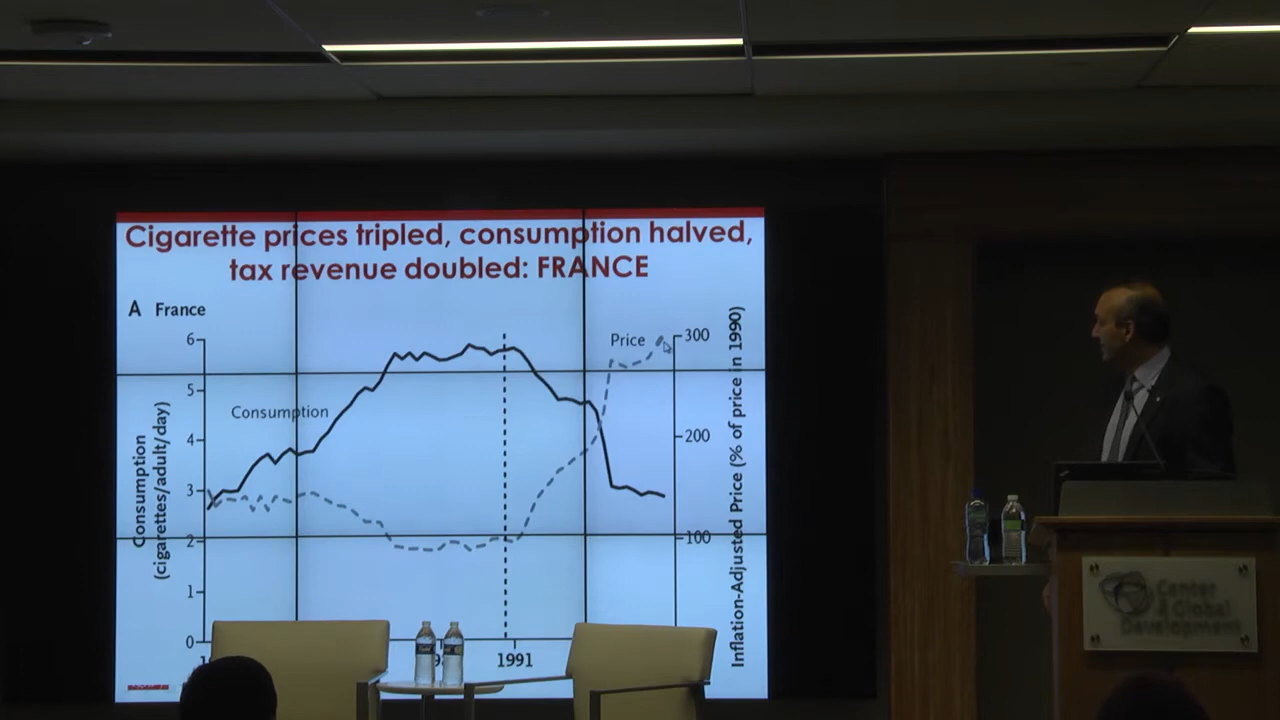 Cigarette prices tripled, consumption halved,
tax revenue doubled: FRANCE
A France
6
5
4
3
2
1
0
Consumption
(cigarettes/adult/day)
Consumption
Price
300
200
100
Inflation-Adjusted Price (% of price in 1990)
1991
Center
Global
Development